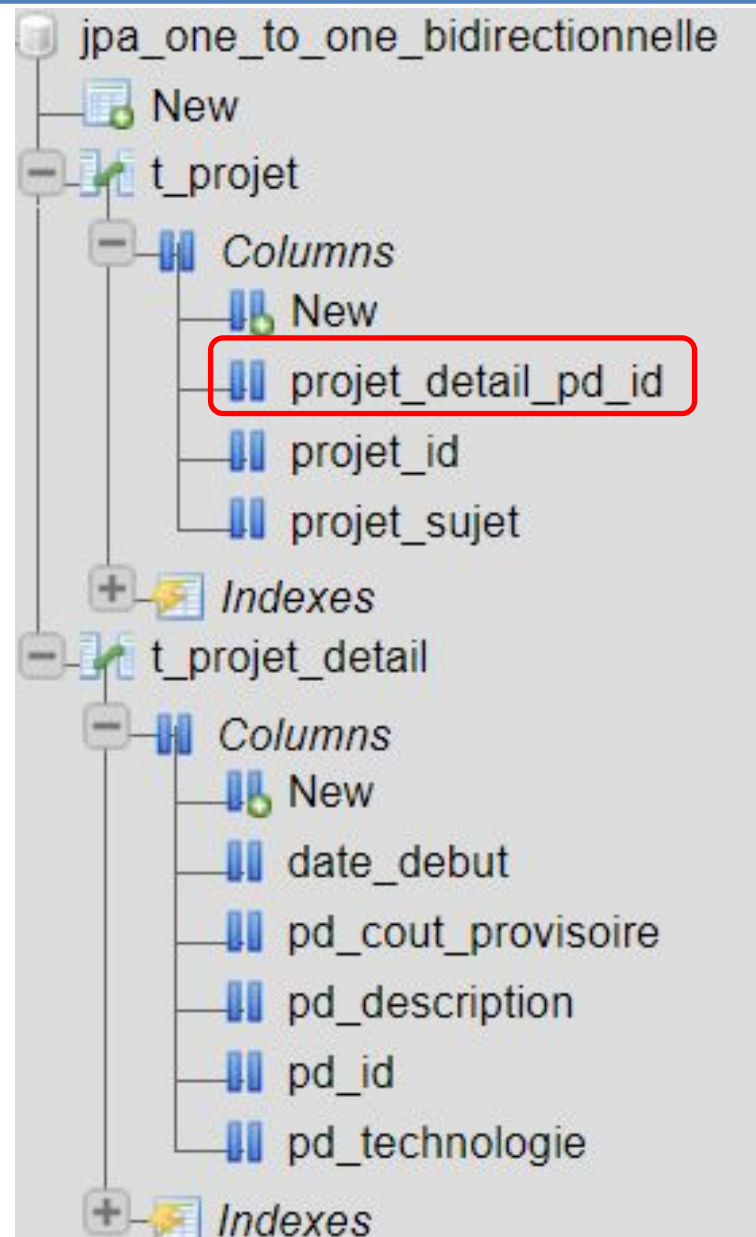 jpa_one_to_one_bidirectionnelle
New
t_projet
Columns
New
projet_detail_pd_id
projet_id
projet_sujet
Indexes
t_projet_detail
Columns
New
date_debut
pd_cout_provisoire
pd_description
pd_id
pd_technologie
Indexes